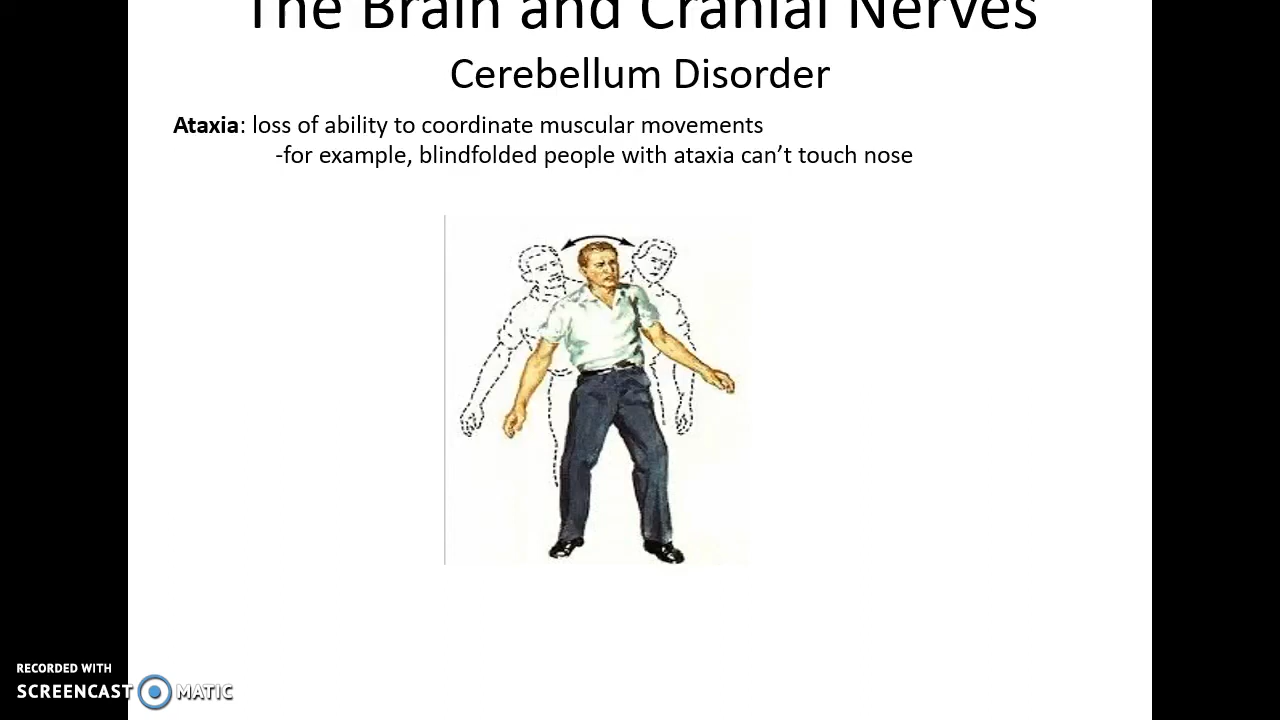 The Brain and Cranial Nerves
Cerebellum Disorder
Ataxia: loss of ability to coordinate muscular movements
-for example, blindfolded people with ataxia can’t touch nose
RECORDED WITH
SCREENCAST MATIC